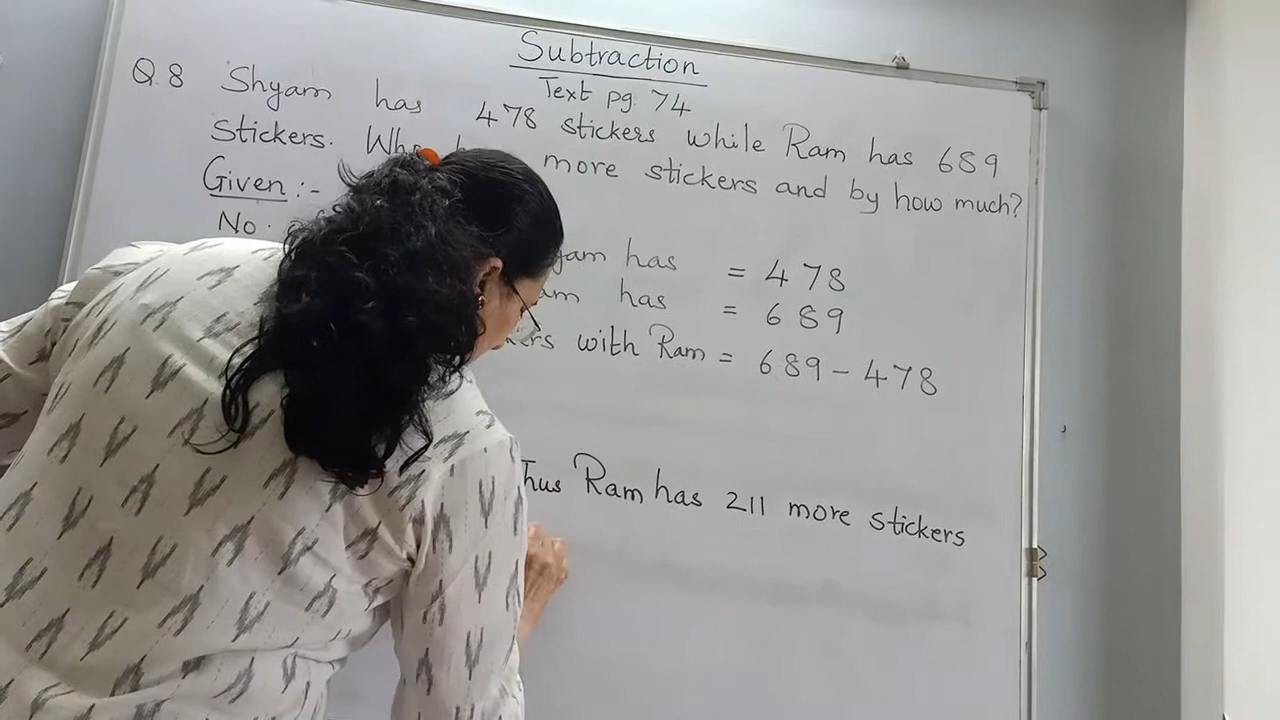 Subtraction
Text pg. 74
Q.8 Shyam has 478 stickers while Ram has 689
stickers. Who more stickers and by how much?
Given :-
No.
has = 478
has = 689
with Ram = 689 - 478
Thus Ram has 211 more stickers